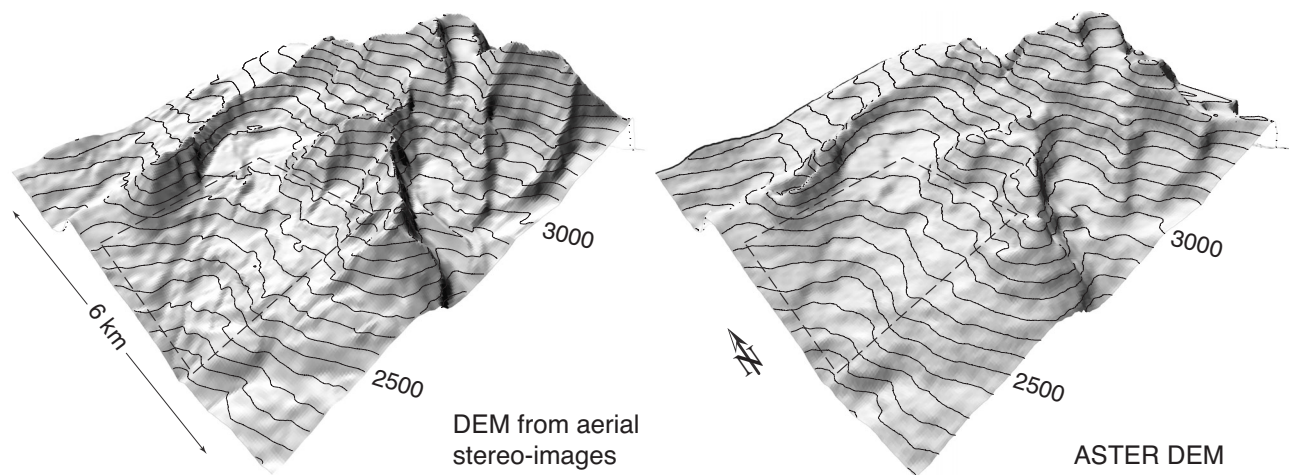 3000
6 km
2500
DEM from aerial
stereo-images
3000
N
2500
ASTER DEM